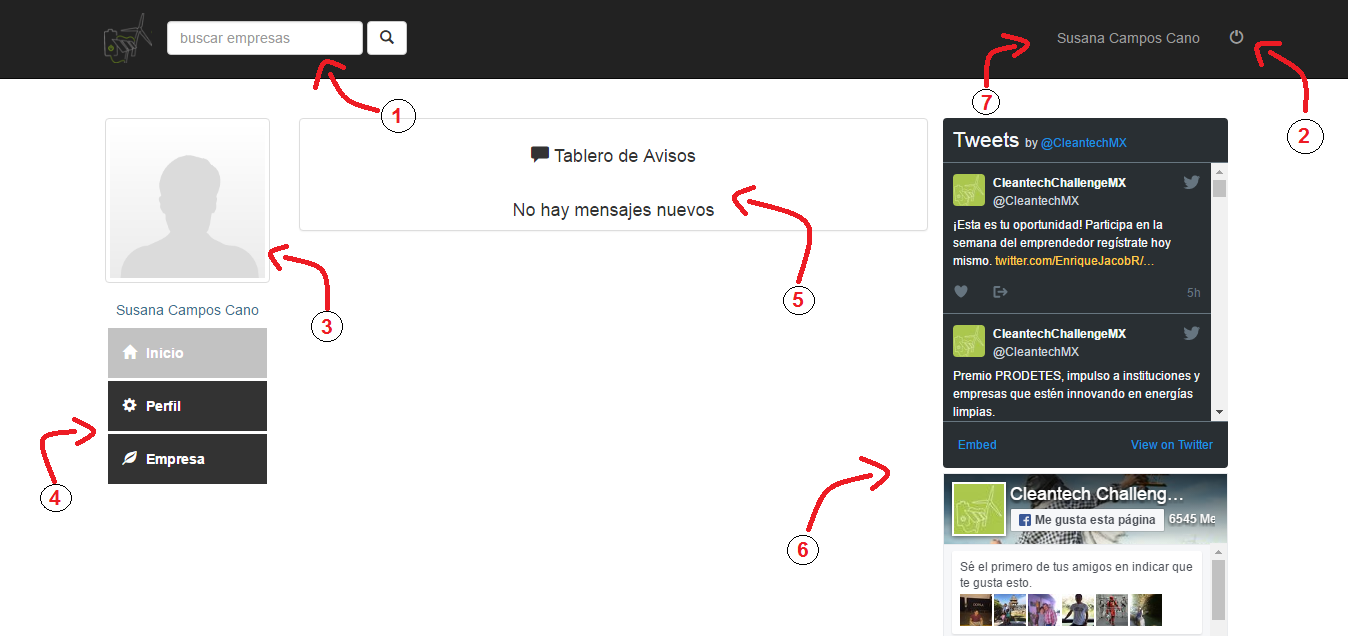 buscar empresas
Susana Campos Cano
1
7
2
Tablero de Avisos
No hay mensajes nuevos
5
3
Susana Campos Cano
Inicio
Perfil
Empresa
4
6
Tweets by @CleantechMX
CleantechChallengeMX
@CleantechMX
¡Esta es tu oportunidad! Participa en la
semana del emprendedor regístrate hoy
mismo. twitter.com/EnriqueJacobR/…
5h
CleantechChallengeMX
@CleantechMX
Premio PRODETES, impulso a instituciones y
empresas que estén innovando en energías
limpias.
Embed
View on Twitter
Cleantech Challeng...
Me gusta esta página
6545 Me
Sé el primero de tus amigos en indicar que
te gusta esto.